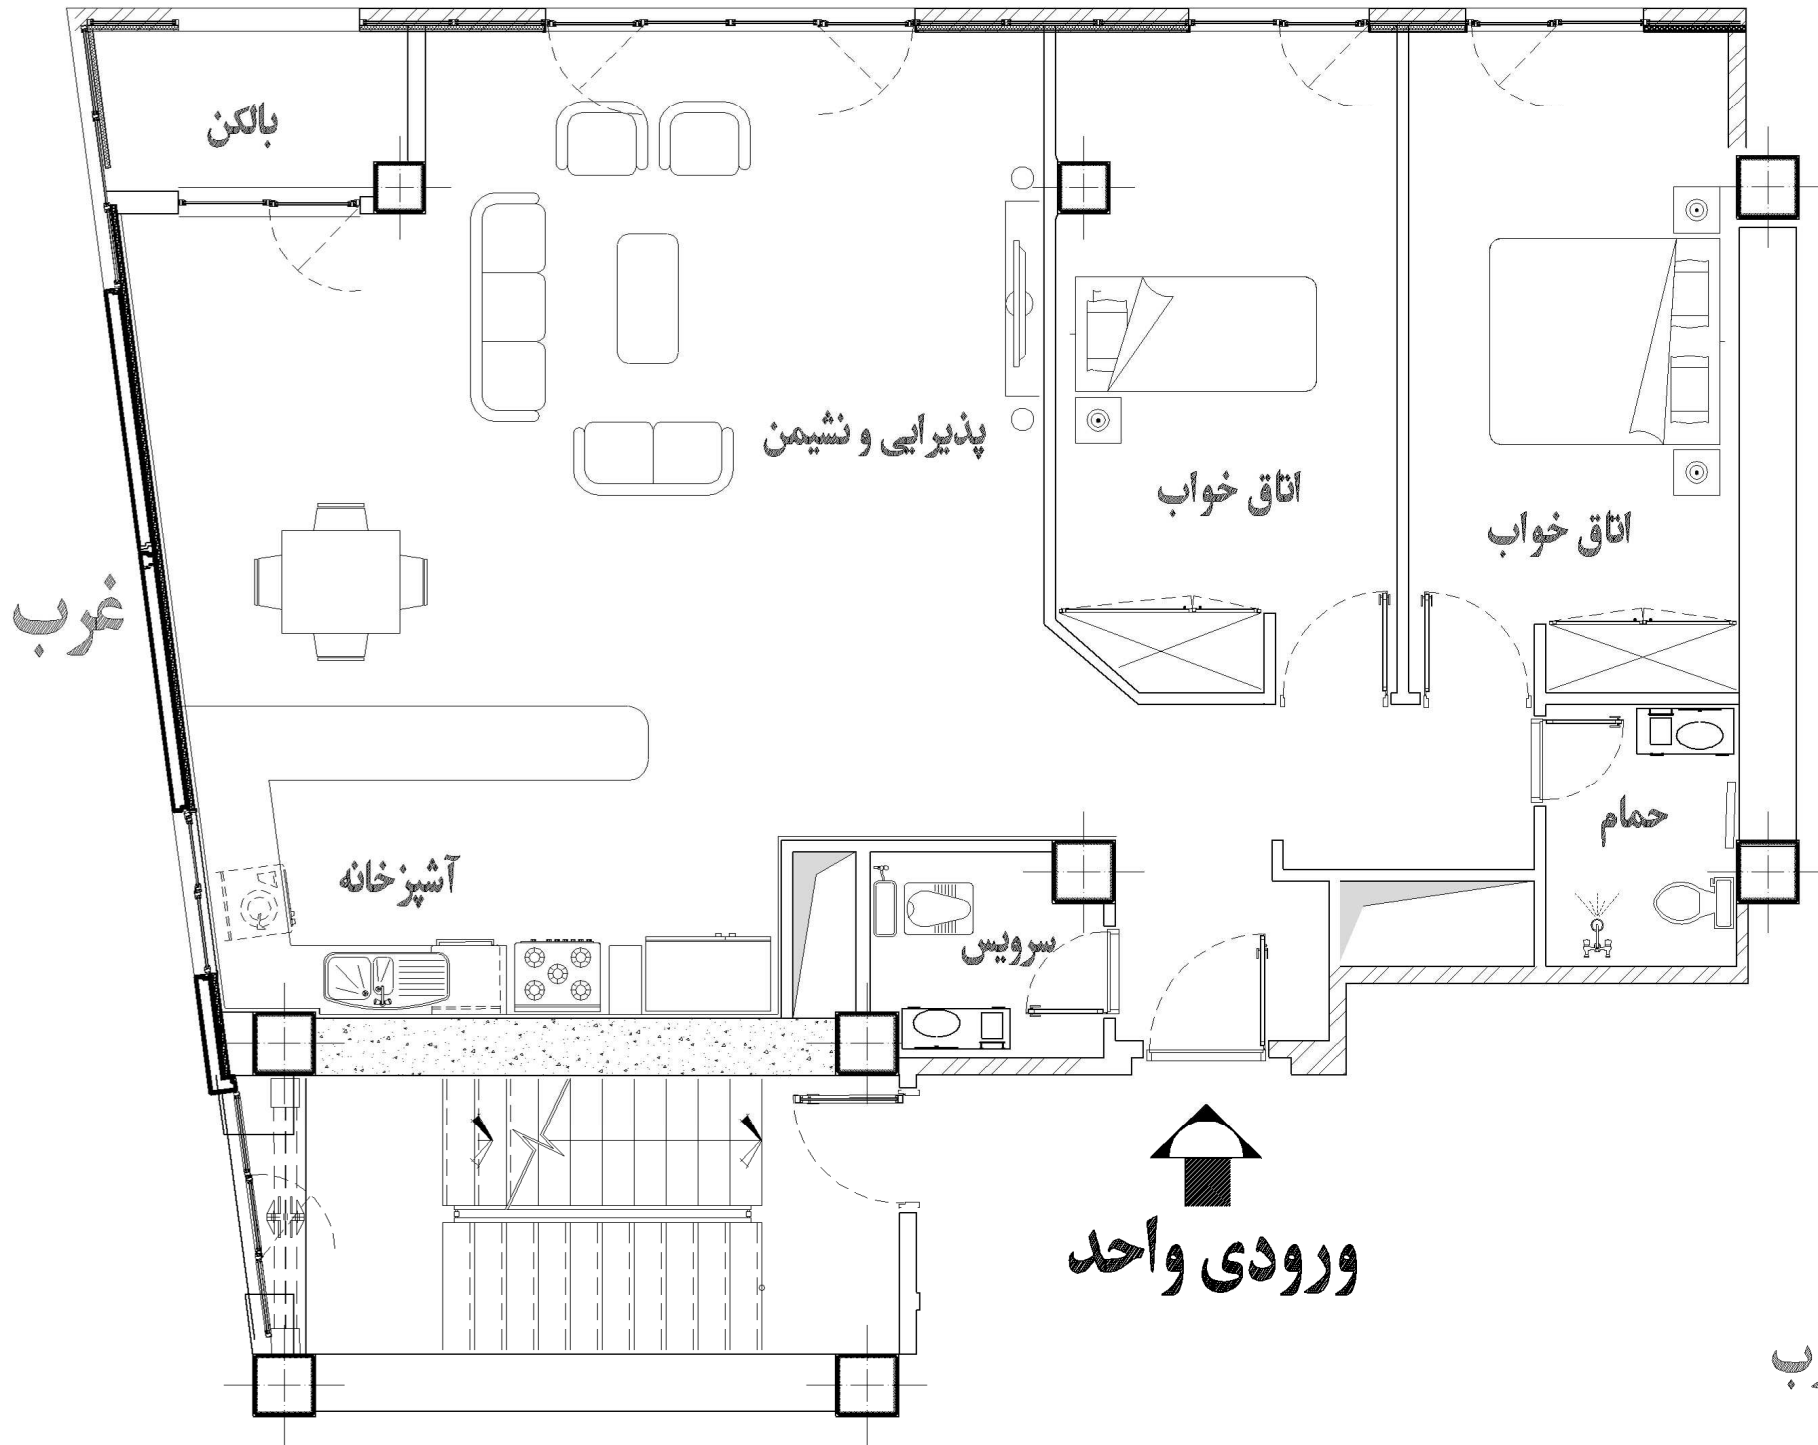 بالکن
پذیرایی و نشیمن
اتاق خواب
اتاق خواب
غرب
حمام
آشپزخانه
سرویس
ورودی واحد